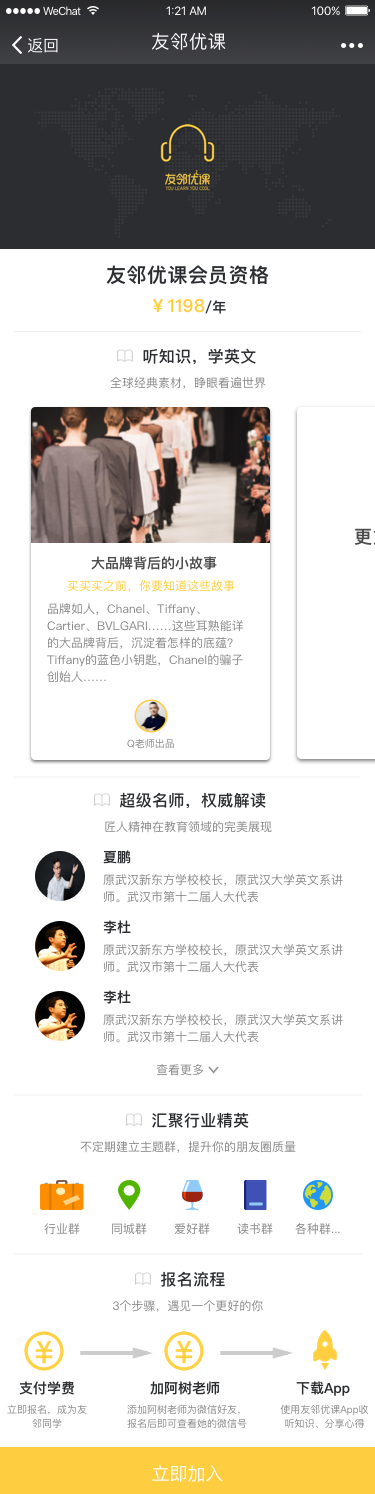 WeChat 1:21 AM 100%
返回 友邻优课
友邻优课
YOU LEARN YOU COOL
友邻优课会员资格
¥ 1198/年
听知识，学英文
全球经典素材，睁眼看遍世界
大品牌背后的小故事
买买买之前，你要知道这些故事
品牌如人，Chanel、Tiffany、
Cartier、BVLGARI……这些耳熟能详
的大品牌背后，沉淀着怎样的底蕴？
Tiffany的蓝色小钥匙，Chanel的骗子
创始人……
Q老师出品
更
超级名师，权威解读
匠人精神在教育领域的完美展现
夏鹏
原武汉新东方学校校长，原武汉大学英文系讲
师。武汉市第十二届人大代表
李杜
原武汉新东方学校校长，原武汉大学英文系讲
师。武汉市第十二届人大代表
李杜
原武汉新东方学校校长，原武汉大学英文系讲
师。武汉市第十二届人大代表
查看更多
汇聚行业精英
不定期建立主题群，提升你的朋友圈质量
行业群 同城群 爱好群 读书群 各种群...
报名流程
3个步骤，遇见一个更好的你
支付学费
立即报名，成为友
邻同学
加阿树老师
添加阿树老师为微信好友，
报名后即可查看她的微信号
下载App
使用友邻优课App收
听知识、分享心得
立即加入